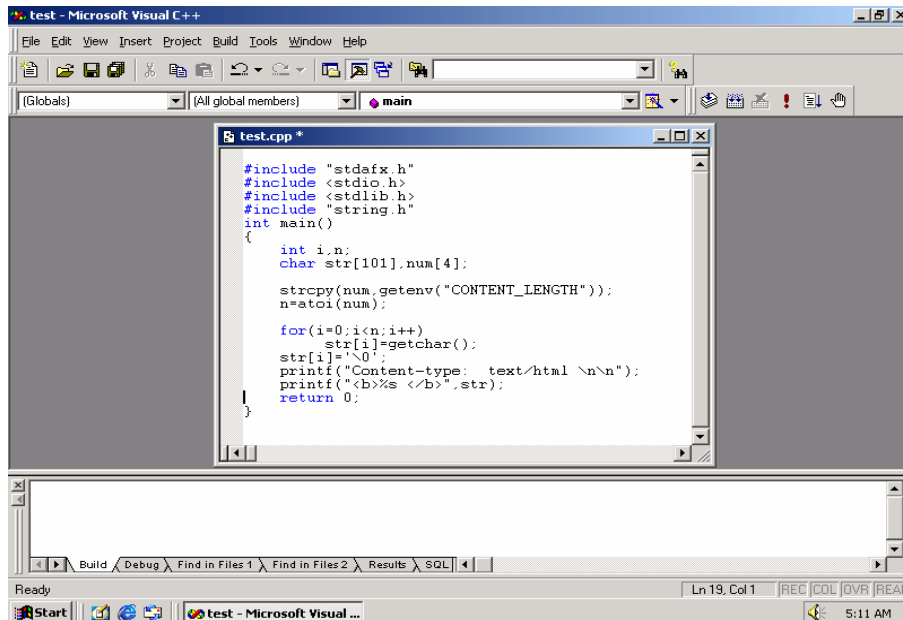 test - Microsoft Visual C++
File Edit View Insert Project Build Tools Window Help
(Globals) (All global members) main
test.cpp *
#include "stdafx.h"
#include <stdio.h>
#include <stdlib.h>
#include "string.h"
int main()
{
int i,n;
char str[101],num[4];
strcpy(num,getenv("CONTENT_LENGTH"));
n=atoi(num);
for(i=0;i<n;i++)
str[i]=getchar();
str[i]='\0';
printf("Content-type: text/html \n\n");
printf("<b>%s </b>",str);
return 0;
}
Build Debug Find in Files 1 Find in Files 2 Results SQL
Ready Ln 19, Col 1 REC COL OVR REA
Start test - Microsoft Visual ... 5:11 AM